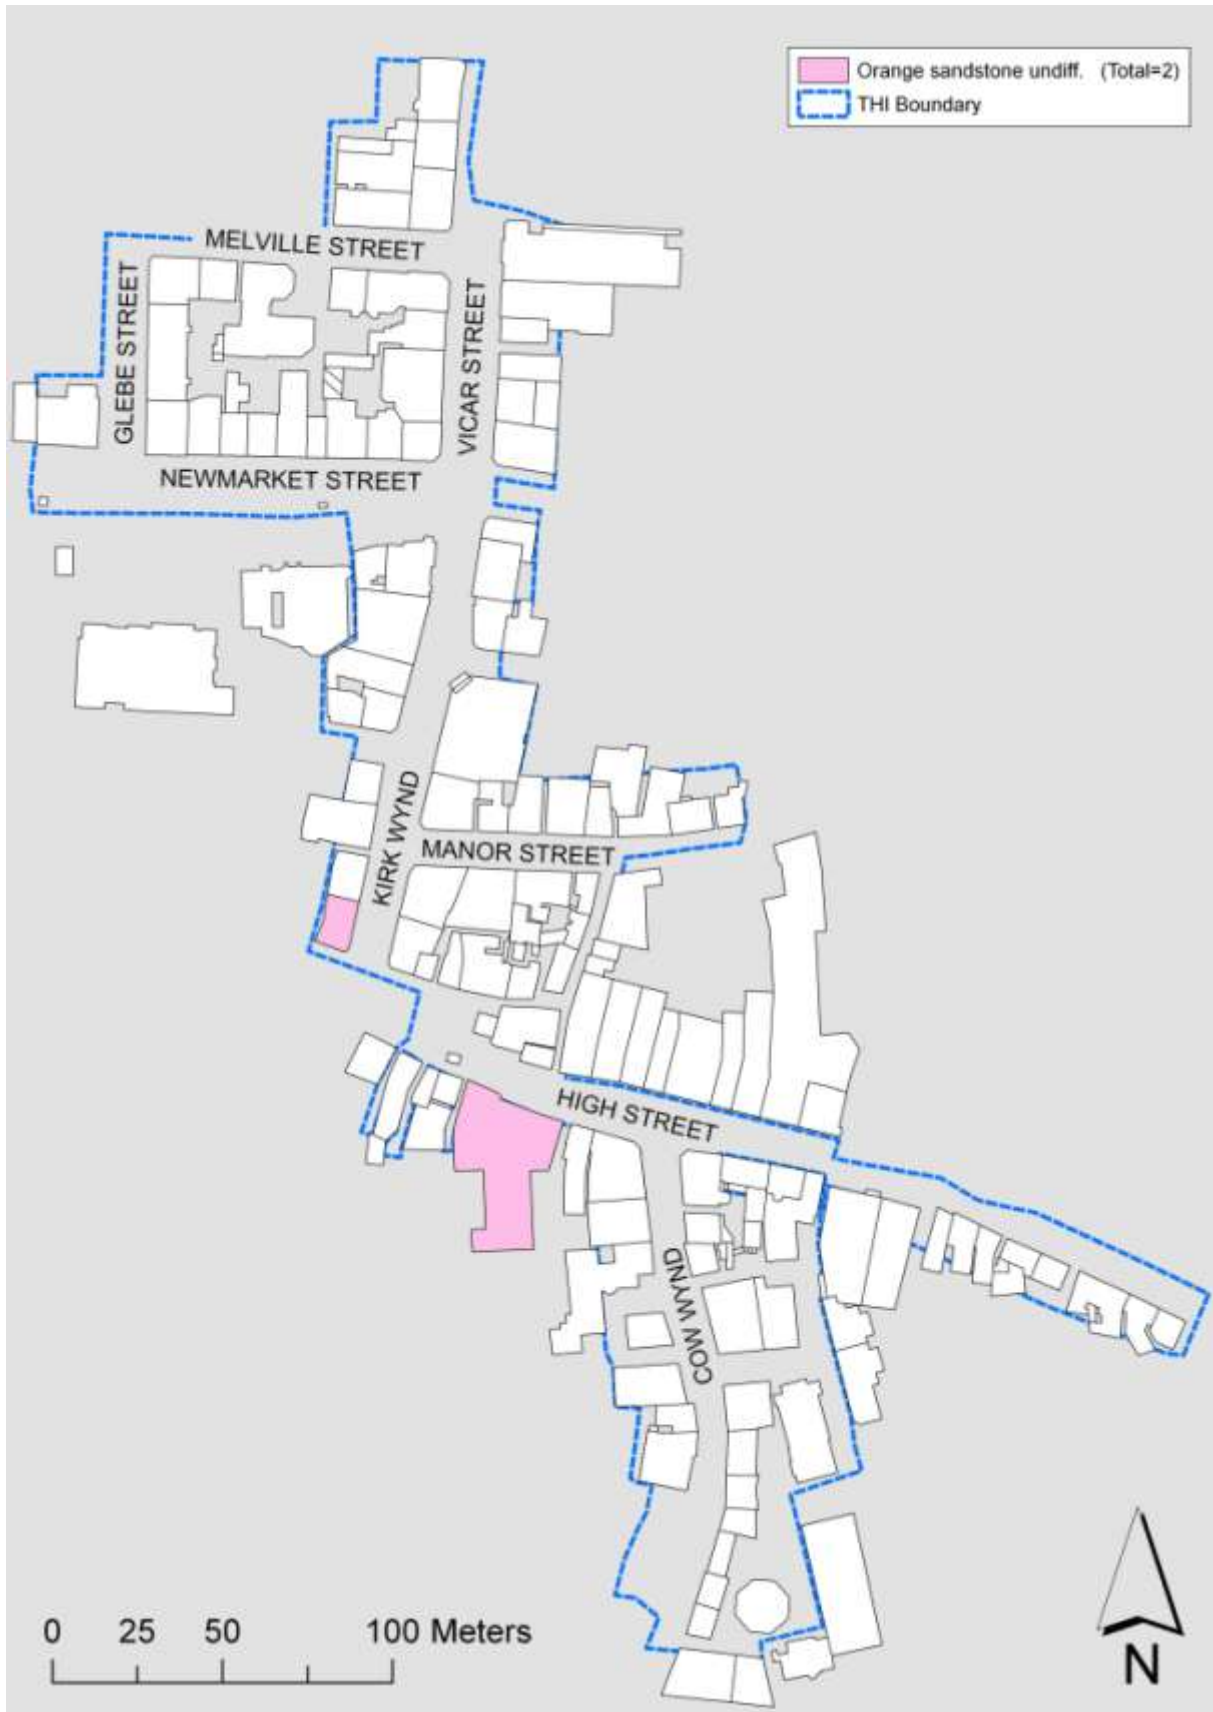 Orange sandstone undiff. (Total=2)
THI Boundary
MELVILLE STREET
GLEBE STREET
VICAR STREET
NEWMARKET STREET
KIRK WYND
MANOR STREET
HIGH STREET
COW WYND
0 25 50 100 Meters
N